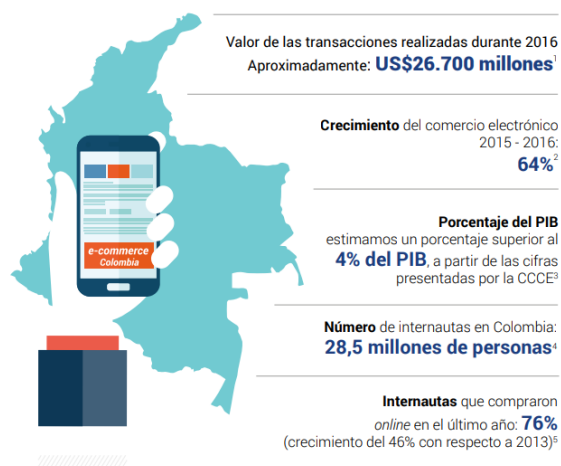 Valor de las transacciones realizadas durante 2016
Aproximadamente: US$26.700 millones¹
Crecimiento del comercio electrónico
2015 - 2016:
64%²
Porcentaje del PIB
estimamos un porcentaje superior al
4% del PIB, a partir de las cifras
presentadas por la CCCE³
e-commerce
Colombia
Número de internautas en Colombia:
28,5 millones de personas⁴
Internautas que compraron
online en el último año: 76%
(crecimiento del 46% con respecto a 2013)⁵